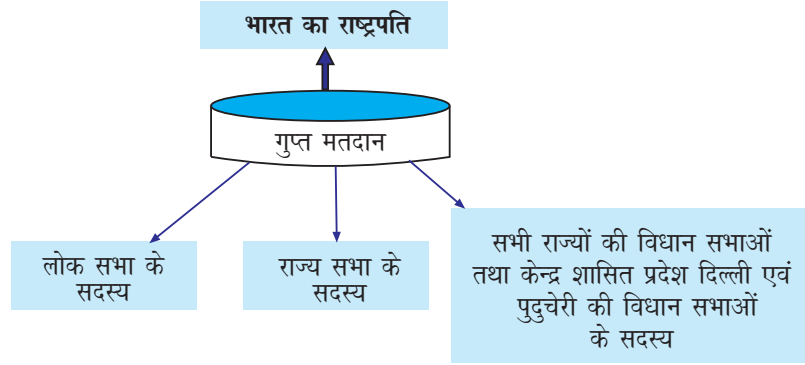 भारत का राष्ट्रपति
गुप्त मतदान
लोक सभा के
सदस्य
राज्य सभा के
सदस्य
सभी राज्यों की विधान सभाओं
तथा केन्द्र शासित प्रदेश दिल्ली एवं
पुदुचेरी की विधान सभाओं
के सदस्य